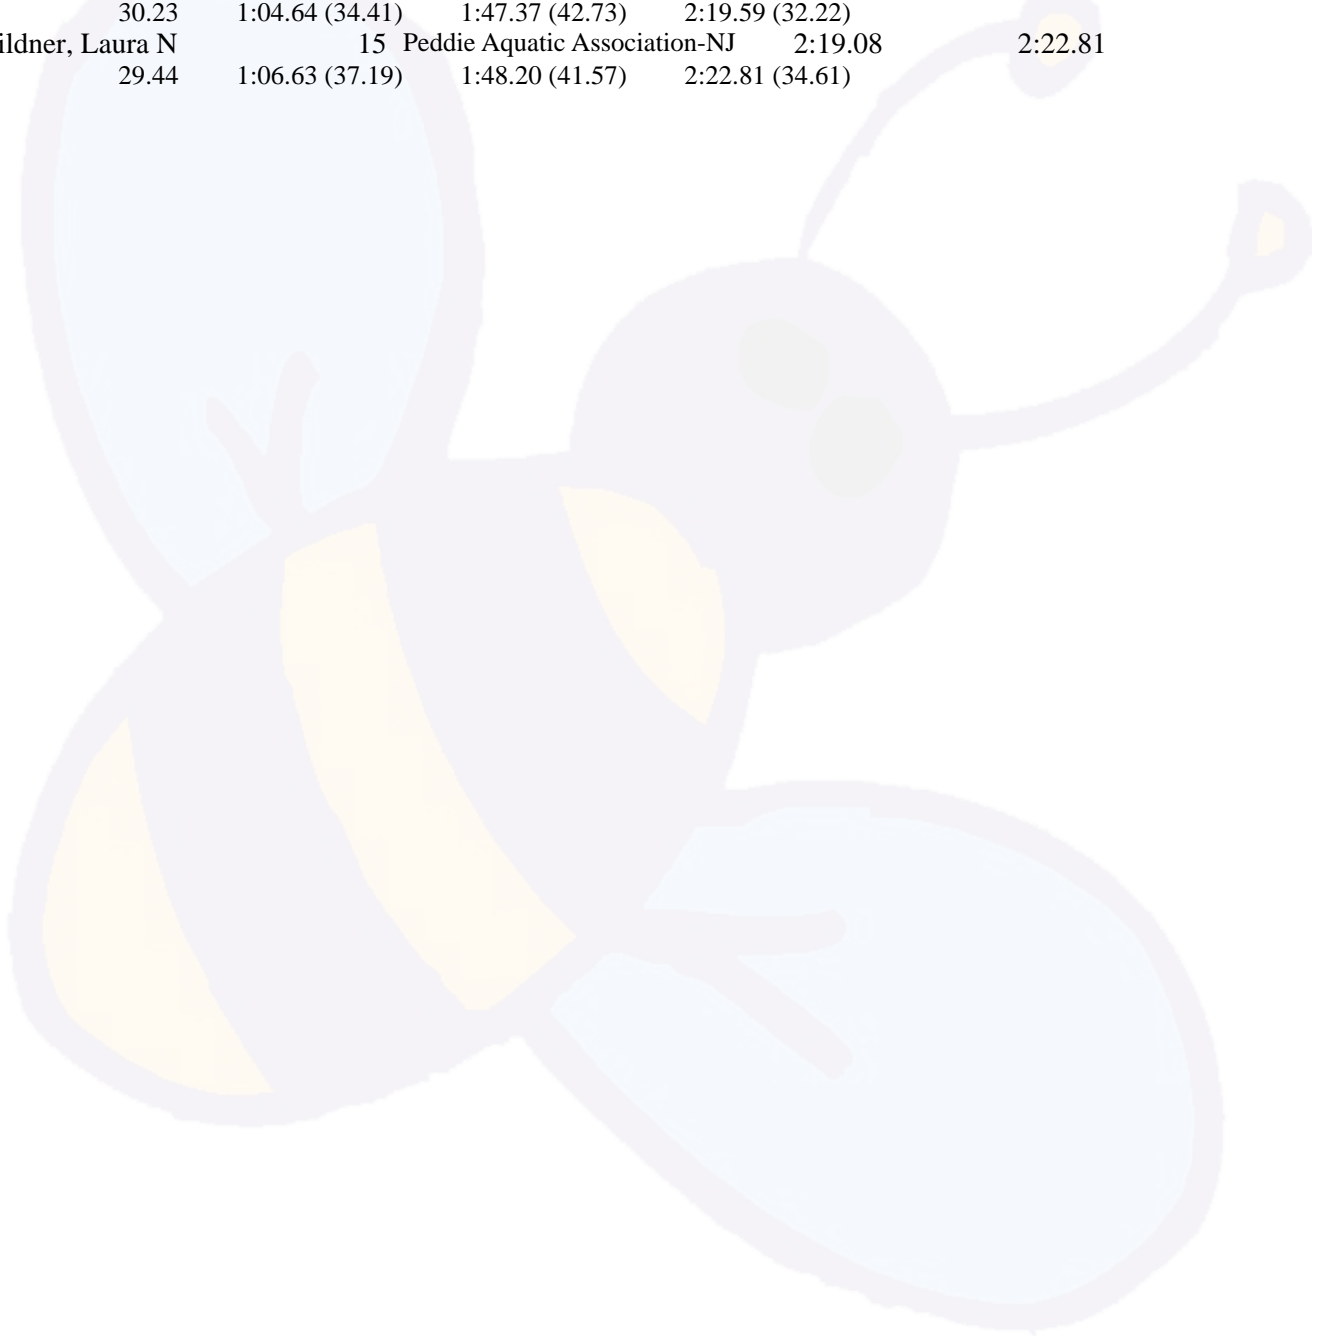 30.23 1:04.64 (34.41) 1:47.37 (42.73) 2:19.59 (32.22)
ildner, Laura N 15 Peddie Aquatic Association-NJ 2:19.08 2:22.81
29.44 1:06.63 (37.19) 1:48.20 (41.57) 2:22.81 (34.61)